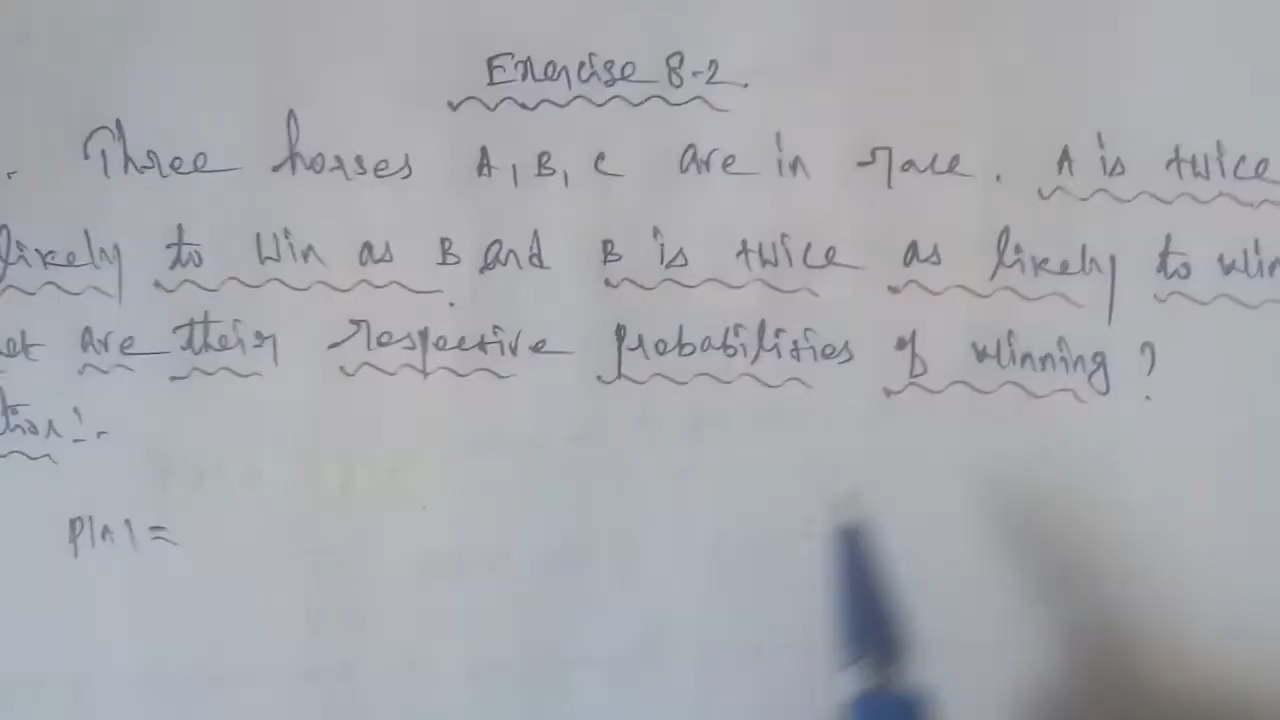 Exercise 8-2.
Three horses A, B, C are in race. A is twice
likely to win as B and B is twice as likely to win
are their respective probabilities of winning?
P(A) =